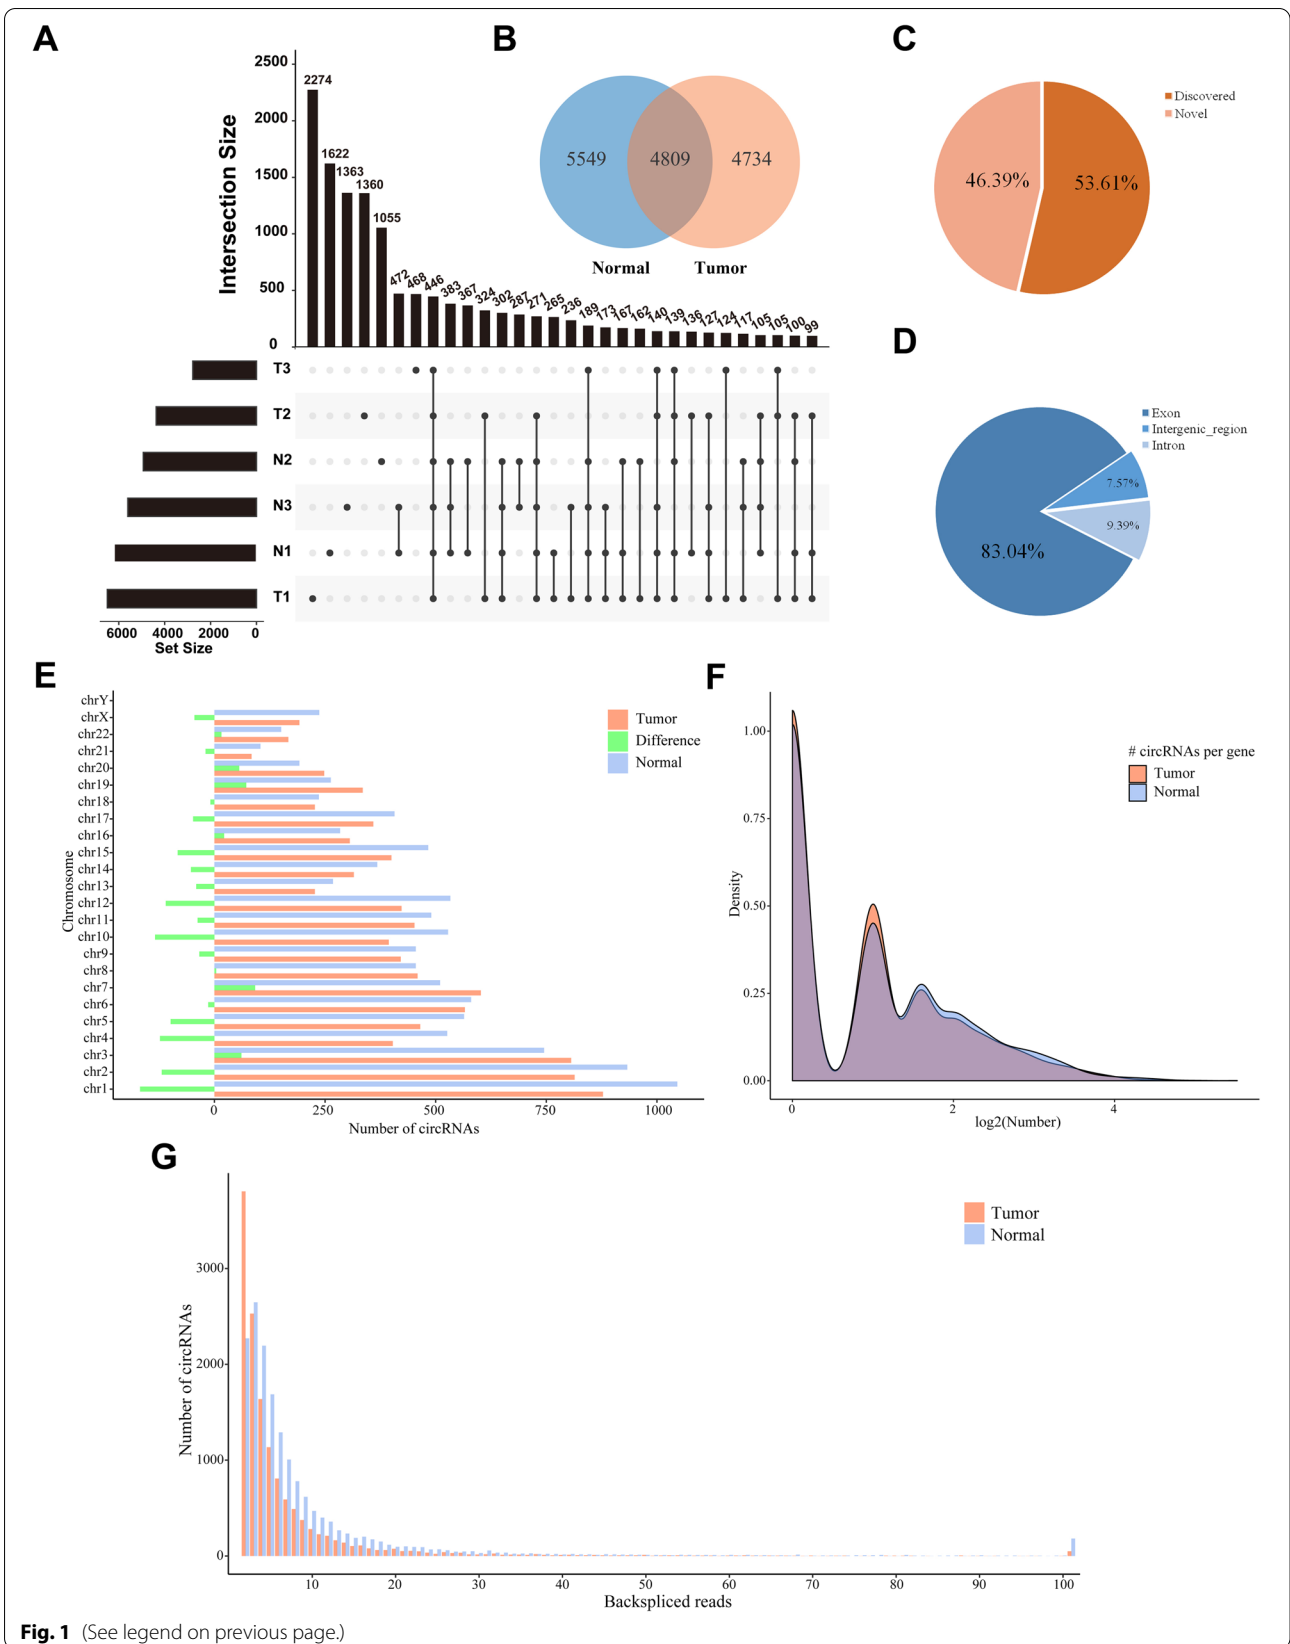 A
Intersection Size
2500
2000
1500
1000
500
0
2274
1622
1363
1360
1055
472
468
446
383
367
324
302
287
271
265
236
189
173
167
162
140
139
136
127
124
117
105
105
100
99
T3
T2
N2
N3
N1
T1
6000 4000 2000 0
Set Size
B
5549 4809 4734
Normal Tumor
C
46.39% 53.61%
Discovered
Novel
D
83.04%
7.57%
9.39%
Exon
Intergenic_region
Intron
E
Chromosome
chrY
chrX
chr22
chr21
chr20
chr19
chr18
chr17
chr16
chr15
chr14
chr13
chr12
chr11
chr10
chr9
chr8
chr7
chr6
chr5
chr4
chr3
chr2
chr1
0 250 500 750 1000
Number of circRNAs
Tumor
Difference
Normal
F
Density
1.00
0.75
0.50
0.25
0.00
0 2 4
log2(Number)
# circRNAs per gene
Tumor
Normal
G
Number of circRNAs
3000
2000
1000
0
10 20 30 40 50 60 70 80 90 100
Backspliced reads
Tumor
Normal
Fig. 1 (See legend on previous page.)